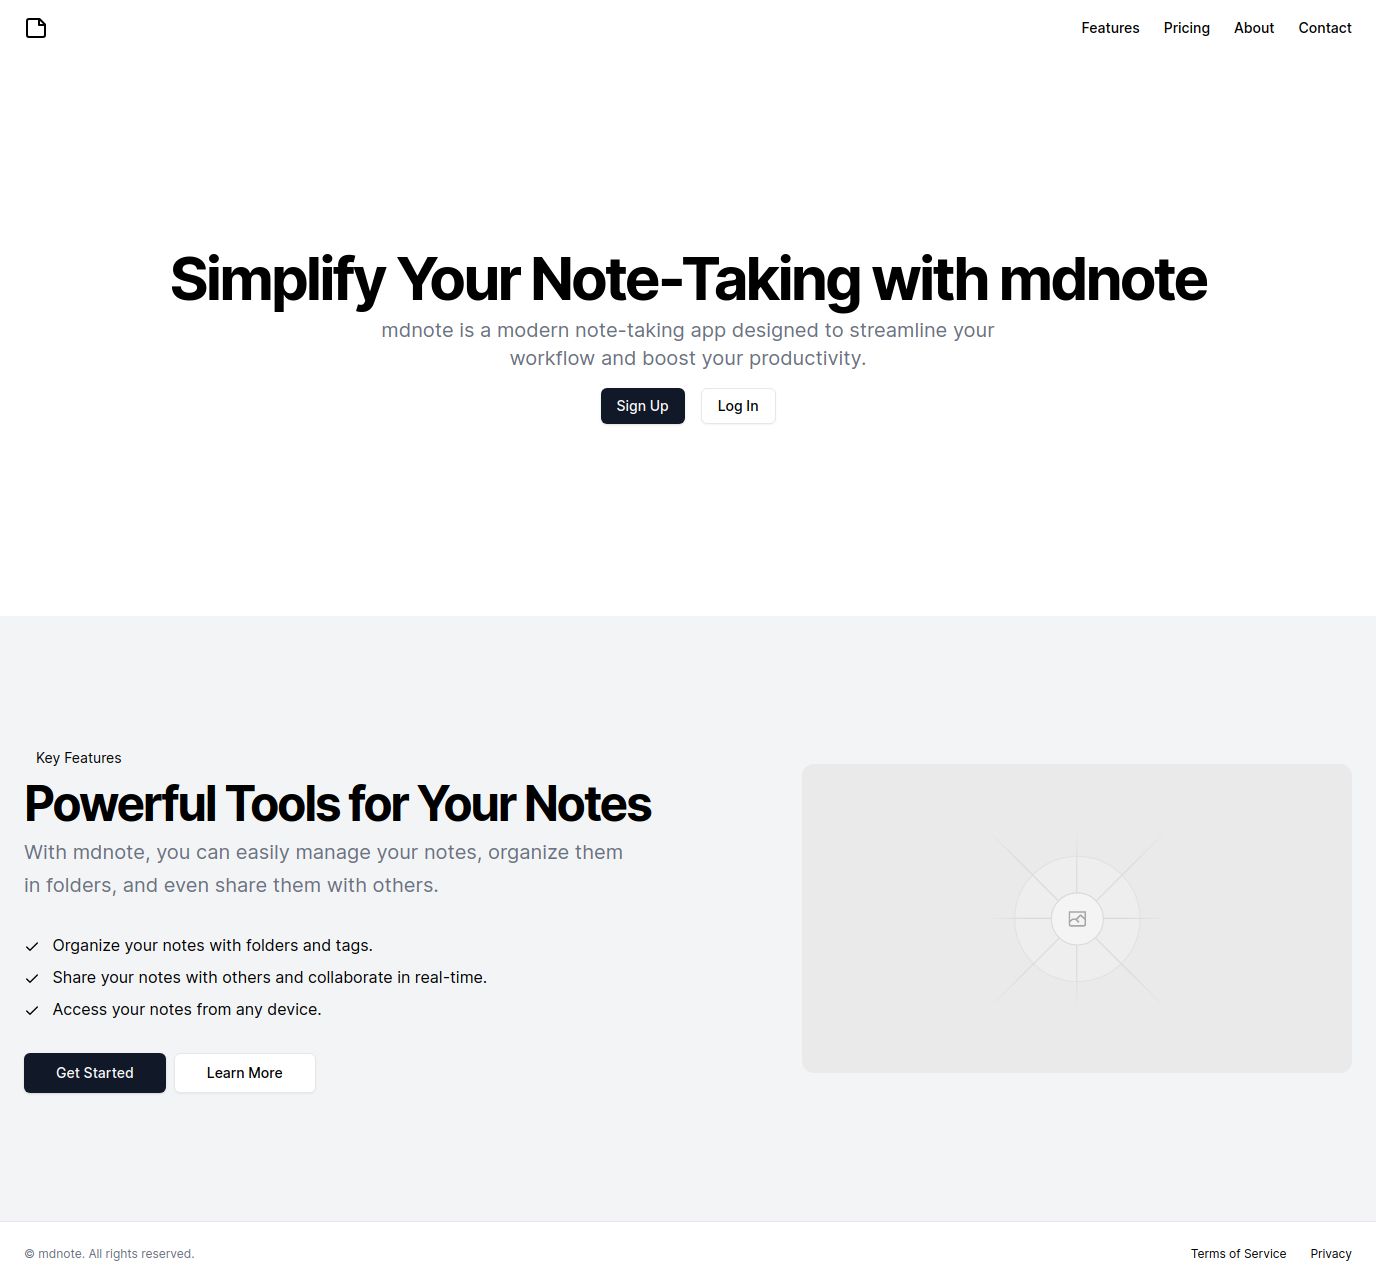 Features Pricing About Contact
Simplify Your Note-Taking with mdnote
mdnote is a modern note-taking app designed to streamline your
workflow and boost your productivity.
Sign Up Log In
Key Features
Powerful Tools for Your Notes
With mdnote, you can easily manage your notes, organize them
in folders, and even share them with others.
Organize your notes with folders and tags.
Share your notes with others and collaborate in real-time.
Access your notes from any device.
Get Started Learn More
© mdnote. All rights reserved. Terms of Service Privacy